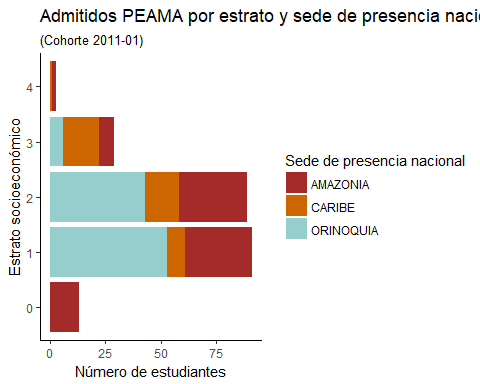 Admitidos PEAMA por estrato y sede de presencia naci
(Cohorte 2011-01)
Estrato socioeconómico
4
3
2
1
0
0 25 50 75
Número de estudiantes
Sede de presencia nacional
AMAZONIA
CARIBE
ORINOQUIA